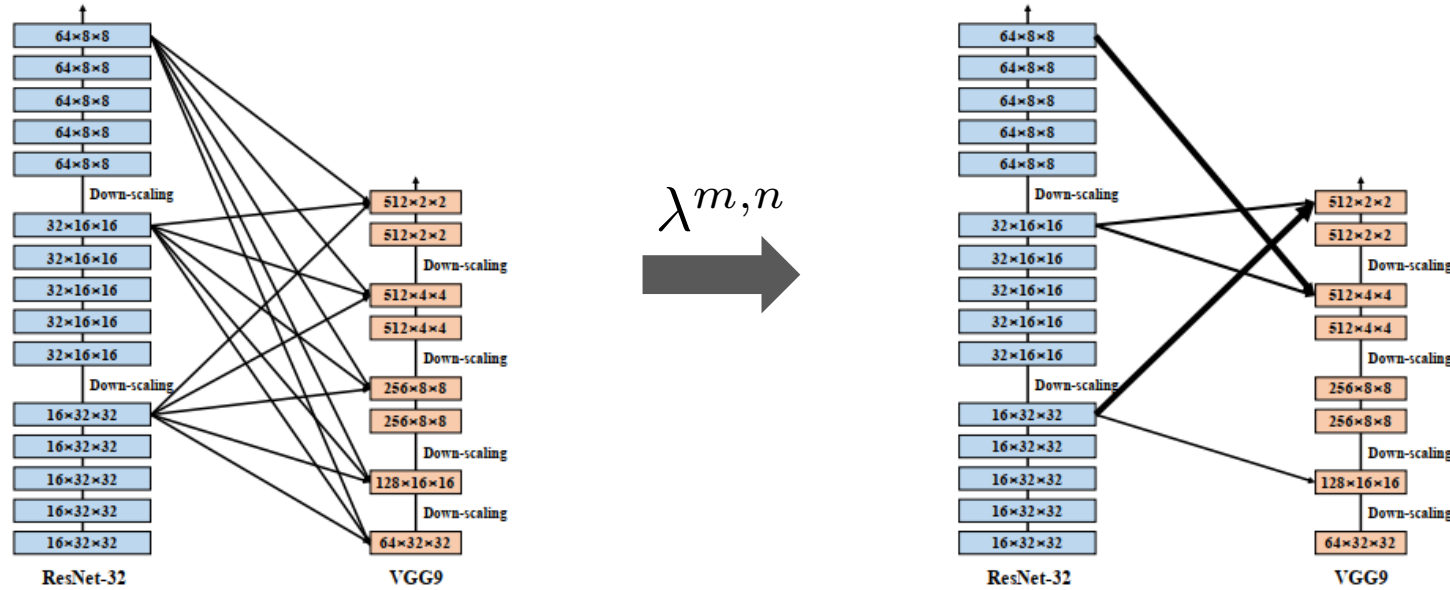 64×8×8
64×8×8
64×8×8
64×8×8
64×8×8
Down-scaling
32×16×16
32×16×16
32×16×16
32×16×16
32×16×16
Down-scaling
16×32×32
16×32×32
16×32×32
16×32×32
16×32×32
ResNet-32
512×2×2
512×2×2
Down-scaling
512×4×4
512×4×4
Down-scaling
256×8×8
256×8×8
Down-scaling
128×16×16
Down-scaling
64×32×32
VGG9
λ^{m,n}
64×8×8
64×8×8
64×8×8
64×8×8
64×8×8
Down-scaling
32×16×16
32×16×16
32×16×16
32×16×16
32×16×16
Down-scaling
16×32×32
16×32×32
16×32×32
16×32×32
16×32×32
ResNet-32
512×2×2
512×2×2
Down-scaling
512×4×4
512×4×4
Down-scaling
256×8×8
256×8×8
Down-scaling
128×16×16
Down-scaling
64×32×32
VGG9